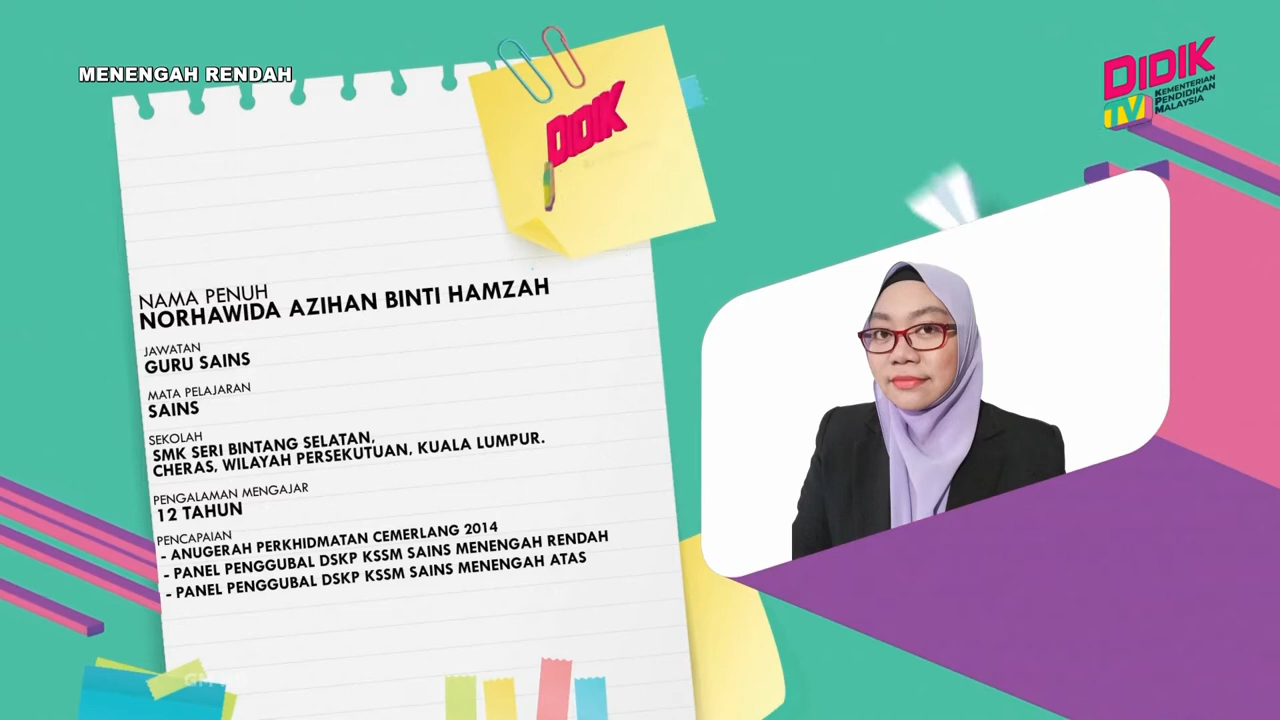 MENENGAH RENDAH
DIDIK
TV KEMENTERIAN
PENDIDIKAN
MALAYSIA
DIDIK
NAMA PENUH
NORHAWIDA AZIHAN BINTI HAMZAH
JAWATAN
GURU SAINS
MATA PELAJARAN
SAINS
SEKOLAH
SMK SERI BINTANG SELATAN,
CHERAS, WILAYAH PERSEKUTUAN, KUALA LUMPUR.
PENGALAMAN MENGAJAR
12 TAHUN
PENCAPAIAN
- ANUGERAH PERKHIDMATAN CEMERLANG 2014
- PANEL PENGGUBAL DSKP KSSM SAINS MENENGAH RENDAH
- PANEL PENGGUBAL DSKP KSSM SAINS MENENGAH ATAS